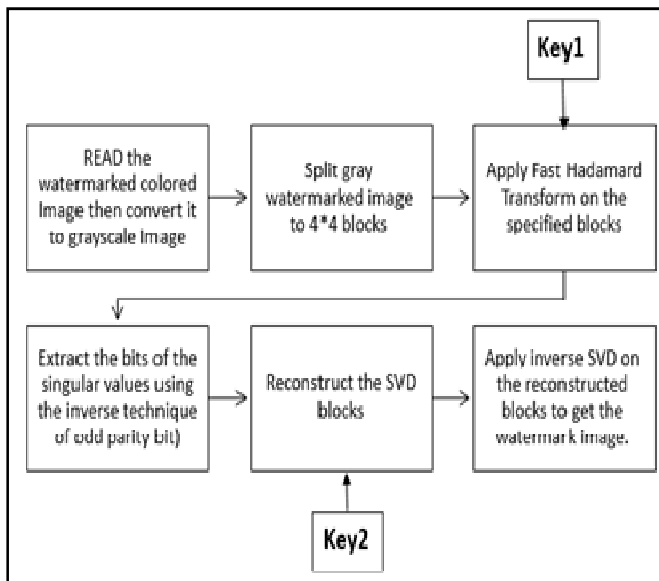 Key1
READ the
watermarked colored
Image then convert it
to grayscale Image
Split gray
watermarked image
to 4*4 blocks
Apply Fast Hadamard
Transform on the
specified blocks
Extract the bits of the
singular values using
the inverse technique
of odd parity bit)
Reconstruct the SVD
blocks
Apply inverse SVD on
the reconstructed
blocks to get the
watermark image.
Key2